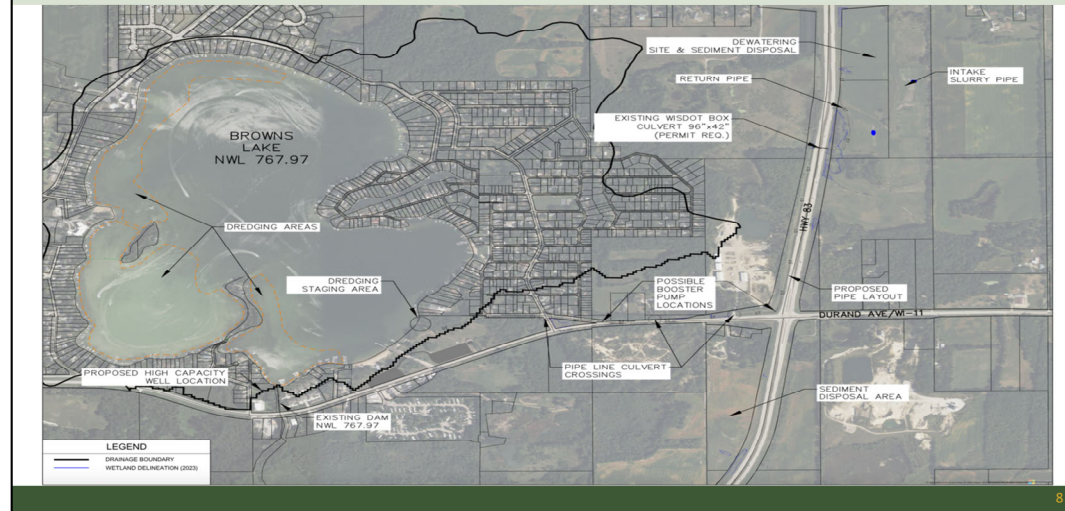 DEWATERING
SITE & SEDIMENT DISPOSAL
INTAKE
SLURRY PIPE
RETURN PIPE
EXISTING WISDOT BOX
CULVERT 96"x42"
(PERMIT REQ.)
BROWNS
LAKE
NWL 767.97
HWY 83
DREDGING AREAS
DREDGING
STAGING AREA
POSSIBLE
BOOSTER
PUMP
LOCATIONS
PROPOSED
PIPE LAYOUT
DURAND AVE/WI-11
PROPOSED HIGH CAPACITY
WELL LOCATION
PIPE LINE CULVERT
CROSSINGS
SEDIMENT
DISPOSAL AREA
EXISTING DAM
NWL 767.97
LEGEND
DRAINAGE BOUNDARY
WETLAND DELINEATION (2023)
8